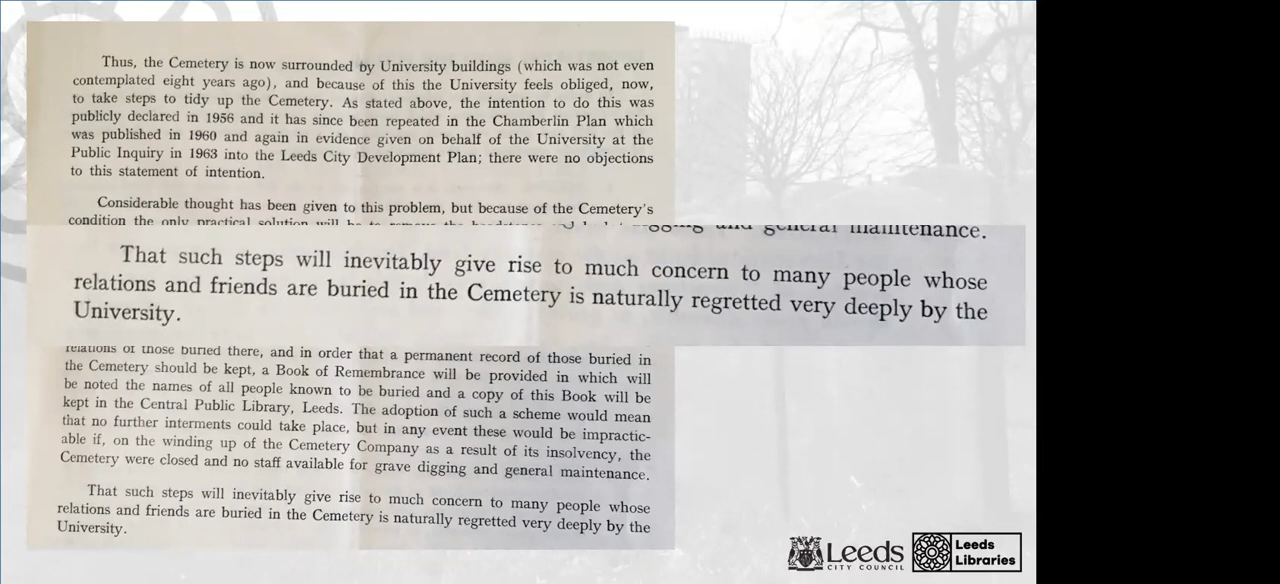 Thus, the Cemetery is now surrounded by University buildings (which was not even
contemplated eight years ago), and because of this the University feels obliged, now,
to take steps to tidy up the Cemetery. As stated above, the intention to do this was
publicly declared in 1956 and it has since been repeated in the Chamberlin Plan which
was published in 1960 and again in evidence given on behalf of the University at the
Public Inquiry in 1963 into the Leeds City Development Plan; there were no objections
to this statement of intention.
Considerable thought has been given to this problem, but because of the Cemetery's
condition the only practical solution will be to remove the
and general maintenance.
That such steps will inevitably give rise to much concern to many people whose
relations and friends are buried in the Cemetery is naturally regretted very deeply by the
University.
relations of those buried there, and in order that a permanent record of those buried in
the Cemetery should be kept, a Book of Remembrance will be provided in which will
be noted the names of all people known to be buried and a copy of this Book will be
kept in the Central Public Library, Leeds. The adoption of such a scheme would mean
that no further interments could take place, but in any event these would be impractic-
able if, on the winding up of the Cemetery Company as a result of its insolvency, the
Cemetery were closed and no staff available for grave digging and general maintenance.
That such steps will inevitably give rise to much concern to many people whose
relations and friends are buried in the Cemetery is naturally regretted very deeply by the
University.
Leeds
CITY COUNCIL
Leeds
Libraries